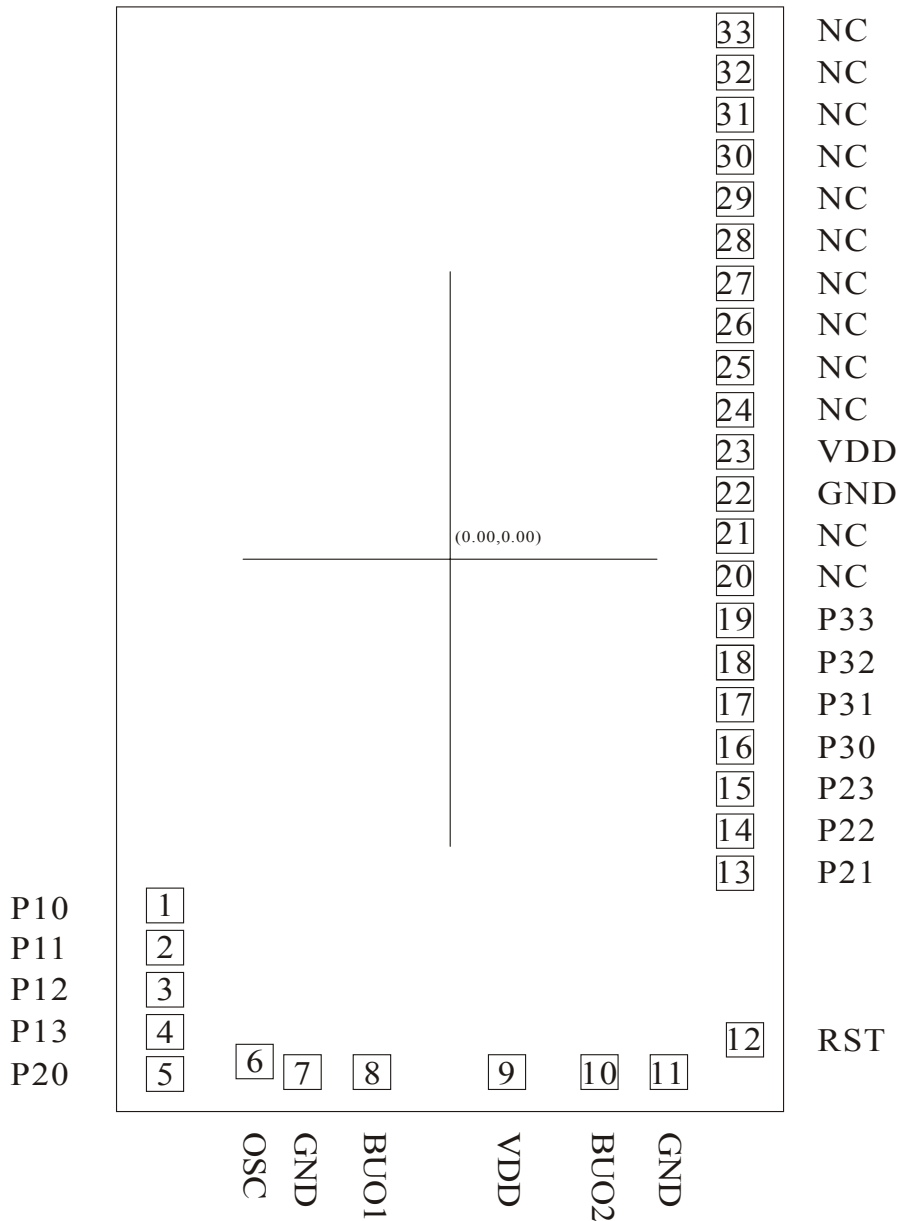 33 NC
32 NC
31 NC
30 NC
29 NC
28 NC
27 NC
26 NC
25 NC
24 NC
23 VDD
22 GND
(0.00,0.00)
21 NC
20 NC
19 P33
18 P32
17 P31
16 P30
15 P23
14 P22
13 P21
P10 1
P11 2
P12 3
P13 4
12 RST
P20 5
6 7 8 9 10 11
OSC
GND
BUO1
VDD
BUO2
GND